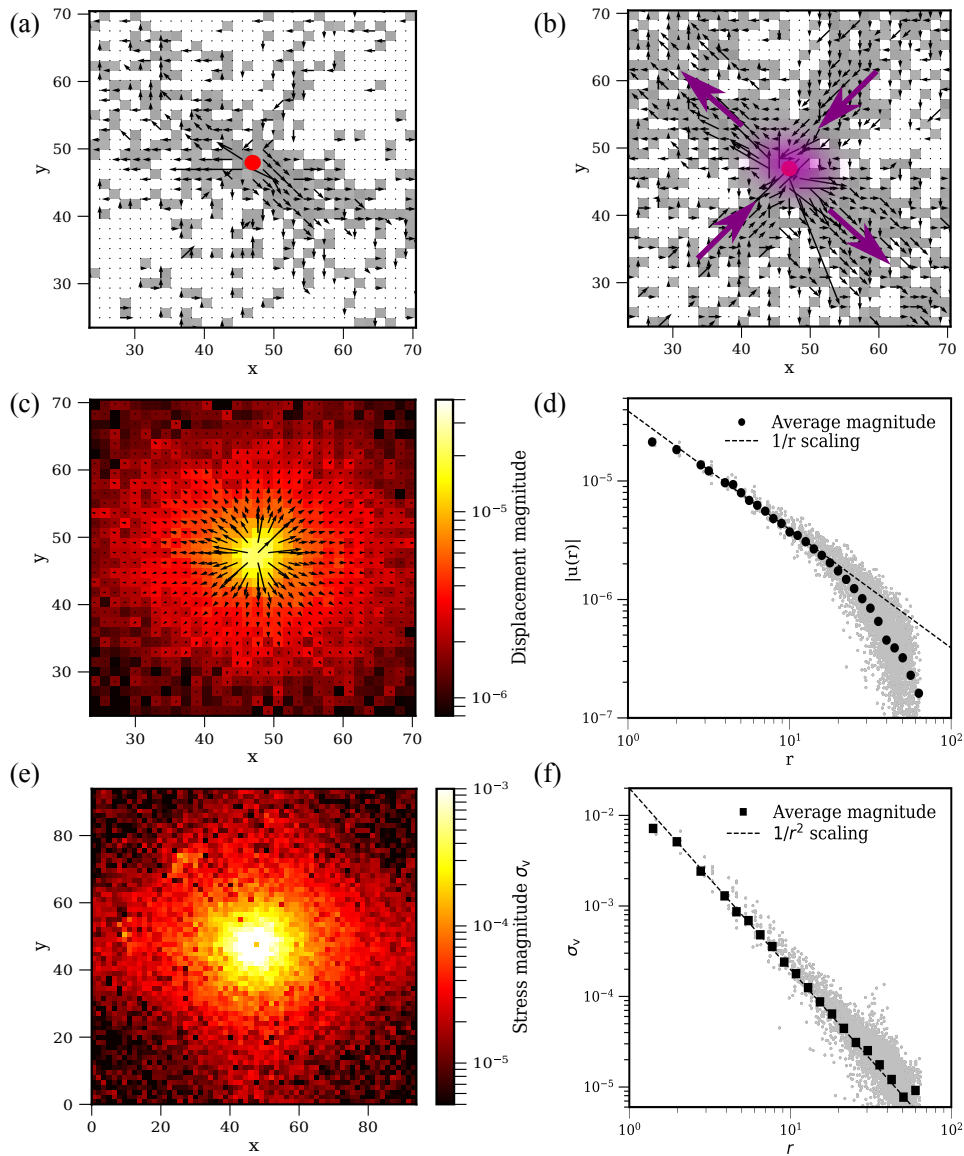 (a)
70
60
50
40
30
y
30
40
50
60
70
x
(b)
70
60
50
40
30
y
30
40
50
60
70
x
(c)
70
60
50
40
30
y
30
40
50
60
70
x
10⁻⁵
10⁻⁶
Displacement magnitude
(d)
Average magnitude
1/r scaling
10⁻⁵
10⁻⁶
10⁻⁷
|u(r)|
10⁰
10¹
10²
r
(e)
80
60
40
20
0
y
0
20
40
60
80
x
10⁻³
10⁻⁴
10⁻⁵
Stress magnitude σᵥ
(f)
Average magnitude
1/r² scaling
10⁻²
10⁻³
10⁻⁴
10⁻⁵
σᵥ
10⁰
10¹
10²
r